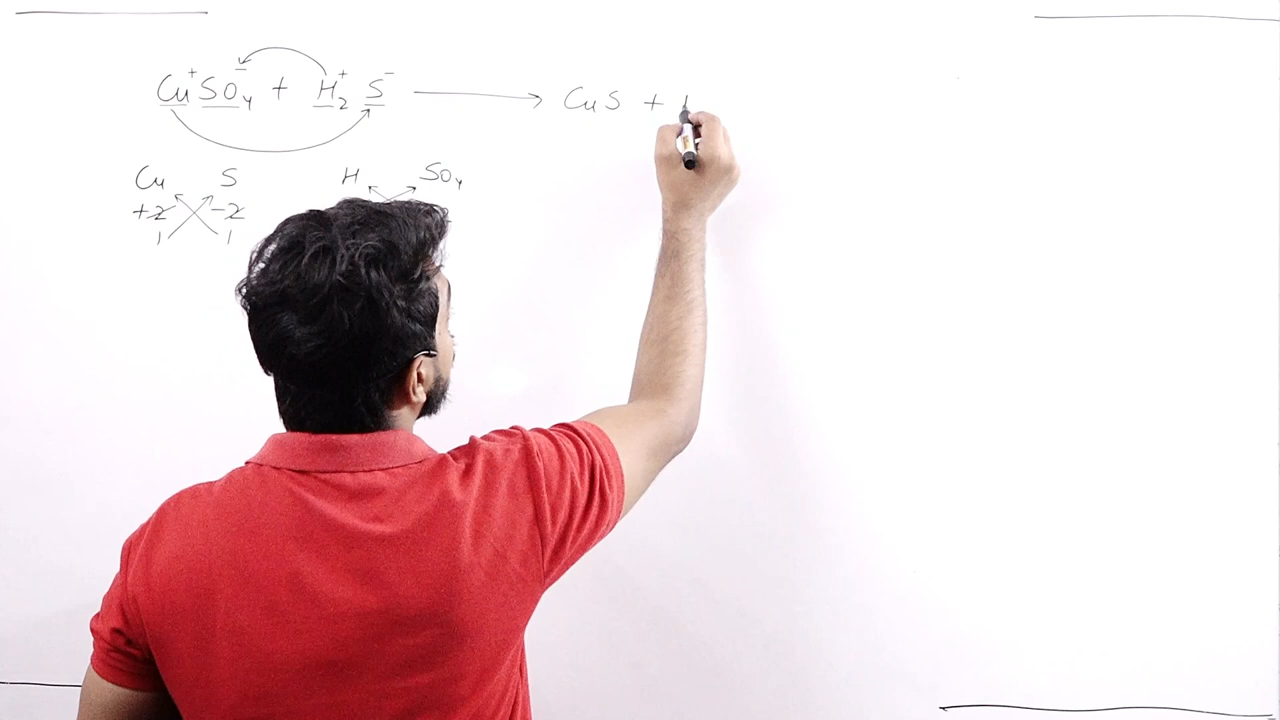 Cu⁺SO₄⁻ + H₂⁺ S⁻ ⟶ CuS +
Cu S H SO₄
+2 -2
1 1